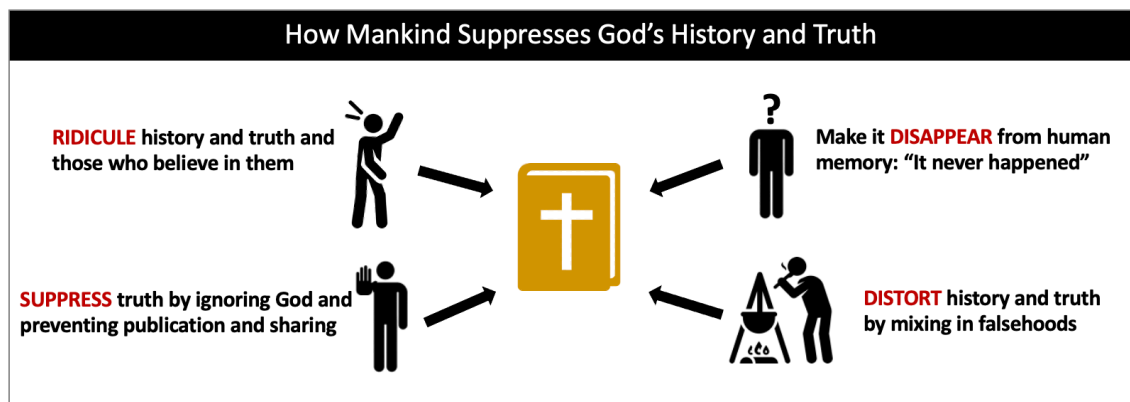 How Mankind Suppresses God’s History and Truth
RIDICULE history and truth and
those who believe in them
?
Make it DISAPPEAR from human
memory: “It never happened”
SUPPRESS truth by ignoring God and
preventing publication and sharing
DISTORT history and truth
by mixing in falsehoods